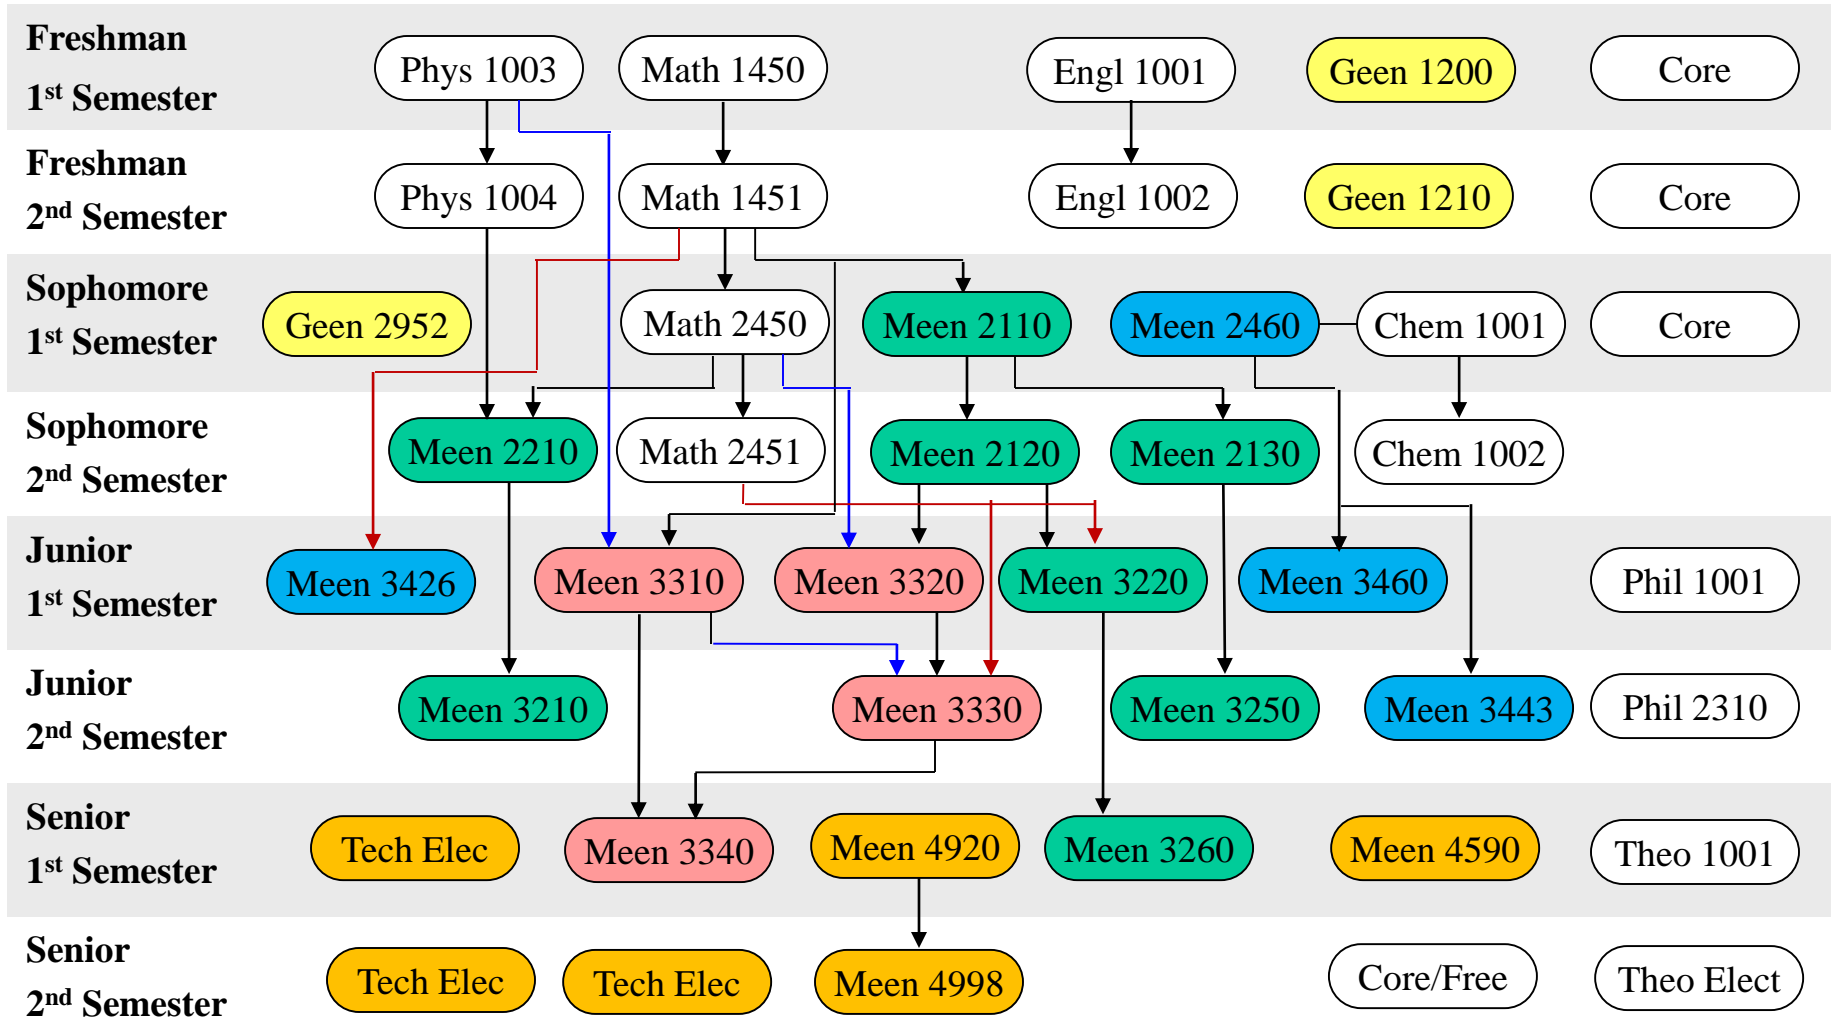 Freshman
1st Semester
Phys 1003
Math 1450
Engl 1001
Geen 1200
Core
Freshman
2nd Semester
Phys 1004
Math 1451
Engl 1002
Geen 1210
Core
Sophomore
1st Semester
Geen 2952
Math 2450
Meen 2110
Meen 2460
Chem 1001
Core
Sophomore
2nd Semester
Meen 2210
Math 2451
Meen 2120
Meen 2130
Chem 1002
Junior
1st Semester
Meen 3426
Meen 3310
Meen 3320
Meen 3220
Meen 3460
Phil 1001
Junior
2nd Semester
Meen 3210
Meen 3330
Meen 3250
Meen 3443
Phil 2310
Senior
1st Semester
Tech Elec
Meen 3340
Meen 4920
Meen 3260
Meen 4590
Theo 1001
Senior
2nd Semester
Tech Elec
Tech Elec
Meen 4998
Core/Free
Theo Elect